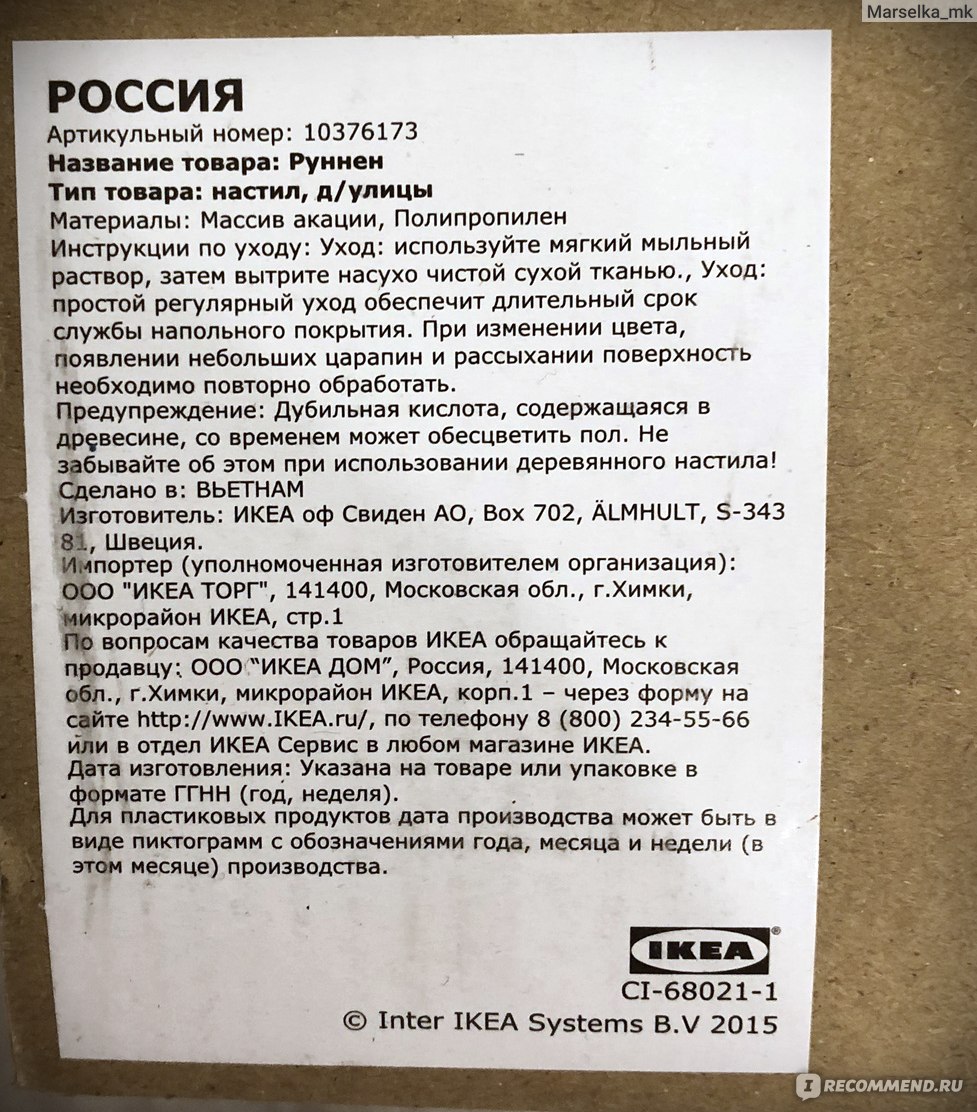 Marselka_mk
РОССИЯ
Артикульный номер: 10376173
Название товара: Руннен
Тип товара: настил, д/улицы
Материалы: Массив акации, Полипропилен
Инструкции по уходу: Уход: используйте мягкий мыльный
раствор, затем вытрите насухо чистой сухой тканью., Уход:
простой регулярный уход обеспечит длительный срок
службы напольного покрытия. При изменении цвета,
появлении небольших царапин и рассыхании поверхность
необходимо повторно обработать.
Предупреждение: Дубильная кислота, содержащаяся в
древесине, со временем может обесцветить пол. Не
забывайте об этом при использовании деревянного настила!
Сделано в: ВЬЕТНАМ
Изготовитель: ИКЕА оф Свиден АО, Box 702, ÄLMHULT, S-343
81, Швеция.
Импортер (уполномоченная изготовителем организация):
ООО "ИКЕА ТОРГ", 141400, Московская обл., г.Химки,
микрорайон ИКЕА, стр.1
По вопросам качества товаров ИКЕА обращайтесь к
продавцу: ООО “ИКЕА ДОМ”, Россия, 141400, Московская
обл., г.Химки, микрорайон ИКЕА, корп.1 – через форму на
сайте http://www.IKEA.ru/, по телефону 8 (800) 234-55-66
или в отдел ИКЕА Сервис в любом магазине ИКЕА.
Дата изготовления: Указана на товаре или упаковке в
формате ГГНН (год, неделя).
Для пластиковых продуктов дата производства может быть в
виде пиктограмм с обозначениями года, месяца и недели (в
этом месяце) производства.
IKEA®
CI-68021-1
© Inter IKEA Systems B.V 2015
IRECOMMEND.RU